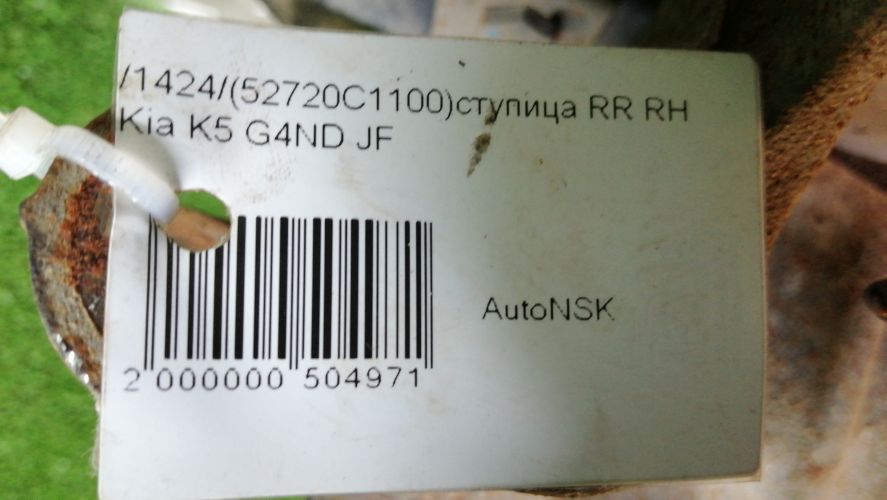 /1424/(52720C1100)ступица RR RH
Kia K5 G4ND JF
AutoNSK
2 000000 504971